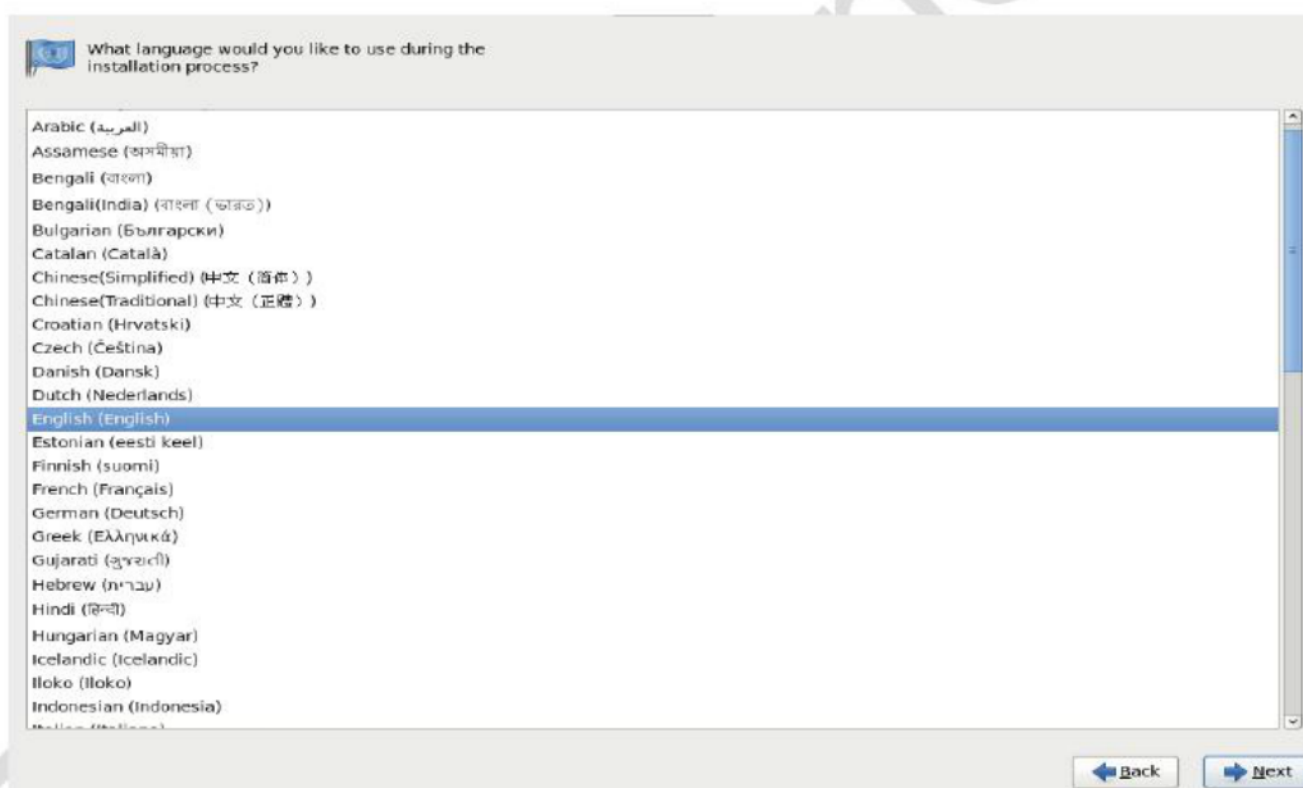 What language would you like to use during the
installation process?
Arabic (العربية)
Assamese (অসমীয়া)
Bengali (বাংলা)
Bengali(India) (বাংলা (ভারত))
Bulgarian (Български)
Catalan (Català)
Chinese(Simplified) (中文（简体）)
Chinese(Traditional) (中文（正體）)
Croatian (Hrvatski)
Czech (Čeština)
Danish (Dansk)
Dutch (Nederlands)
English (English)
Estonian (eesti keel)
Finnish (suomi)
French (Français)
German (Deutsch)
Greek (Ελληνικά)
Gujarati (ગુજરાતી)
Hebrew (עברית)
Hindi (हिन्दी)
Hungarian (Magyar)
Icelandic (Icelandic)
Iloko (Iloko)
Indonesian (Indonesia)
Back
Next